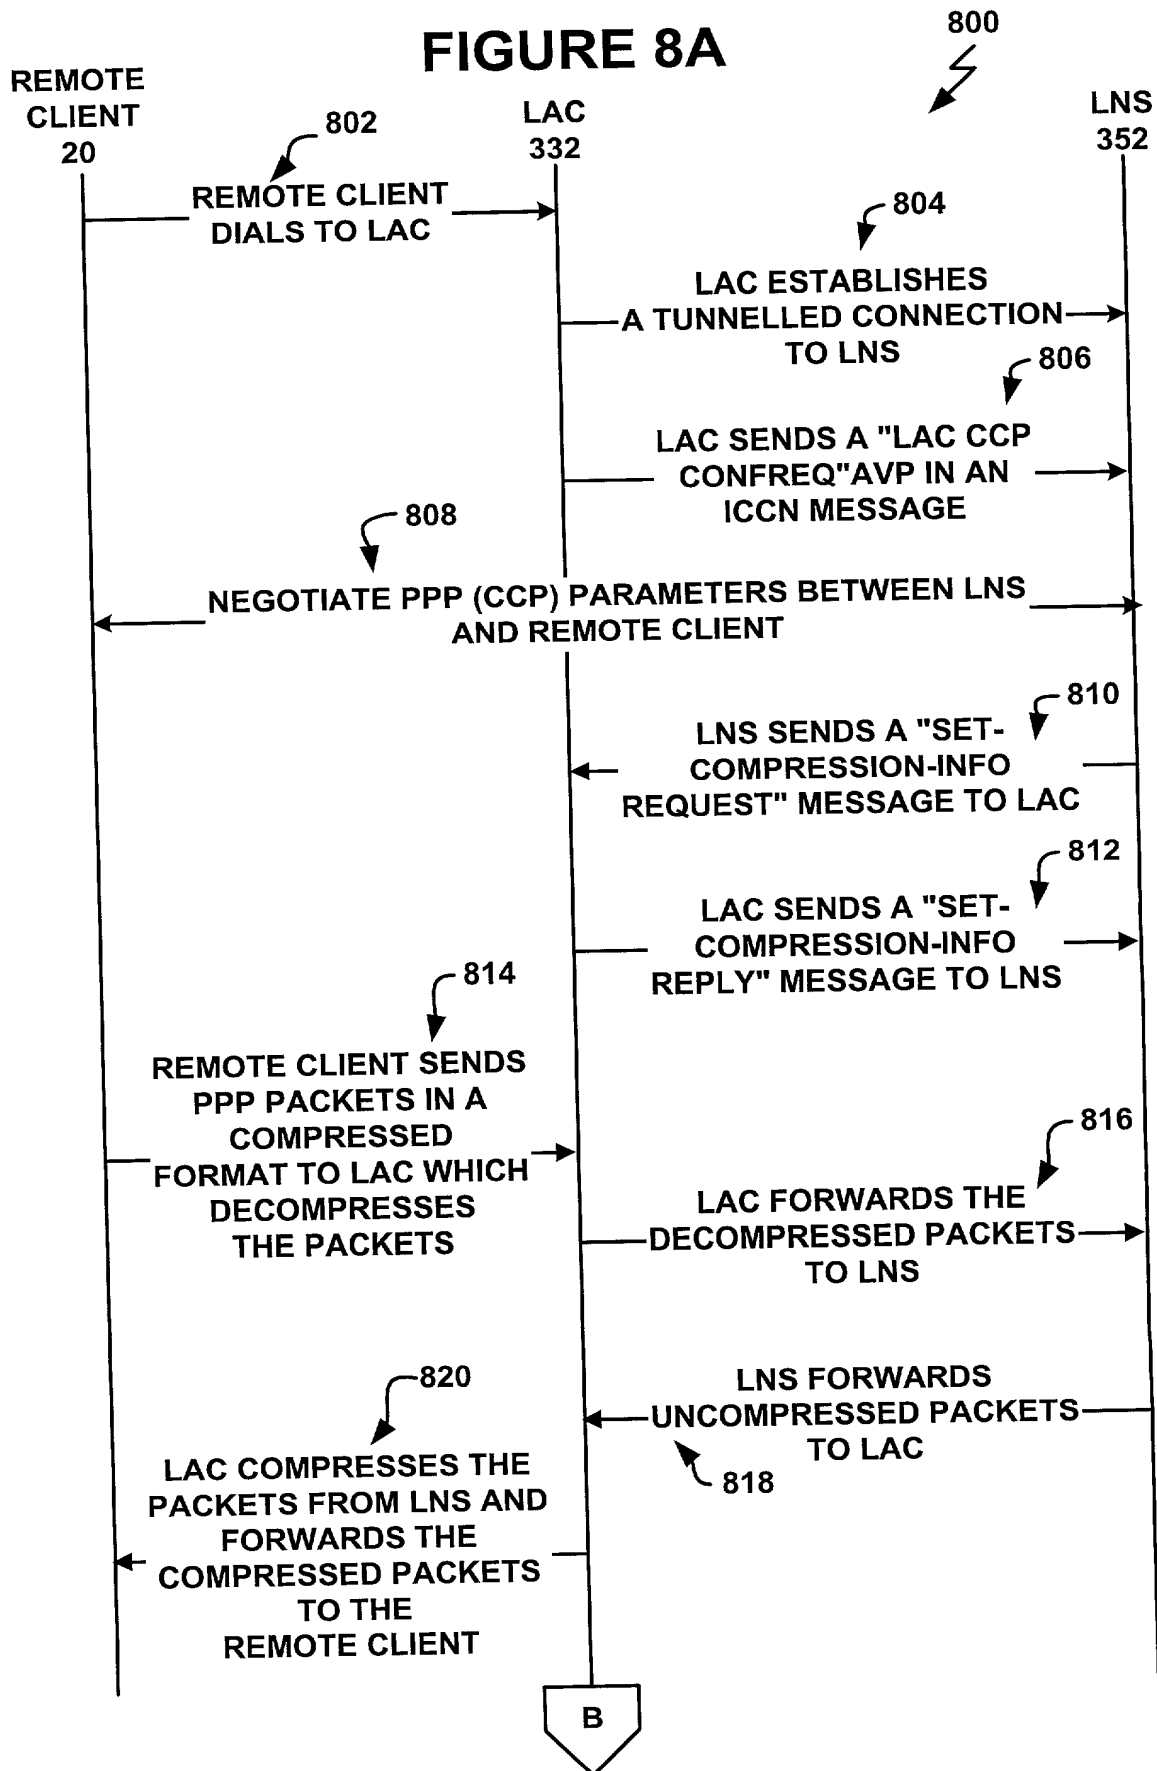 FIGURE 8A
800
REMOTE
CLIENT
20
LAC
332
LNS
352
802
REMOTE CLIENT
DIALS TO LAC
804
LAC ESTABLISHES
A TUNNELLED CONNECTION
TO LNS
806
LAC SENDS A "LAC CCP
CONFREQ"AVP IN AN
ICCN MESSAGE
808
NEGOTIATE PPP (CCP) PARAMETERS BETWEEN LNS
AND REMOTE CLIENT
810
LNS SENDS A "SET-
COMPRESSION-INFO
REQUEST" MESSAGE TO LAC
812
LAC SENDS A "SET-
COMPRESSION-INFO
REPLY" MESSAGE TO LNS
814
REMOTE CLIENT SENDS
PPP PACKETS IN A
COMPRESSED
FORMAT TO LAC WHICH
DECOMPRESSES
THE PACKETS
816
LAC FORWARDS THE
DECOMPRESSED PACKETS
TO LNS
LNS FORWARDS
UNCOMPRESSED PACKETS
TO LAC
818
820
LAC COMPRESSES THE
PACKETS FROM LNS AND
FORWARDS THE
COMPRESSED PACKETS
TO THE
REMOTE CLIENT
B